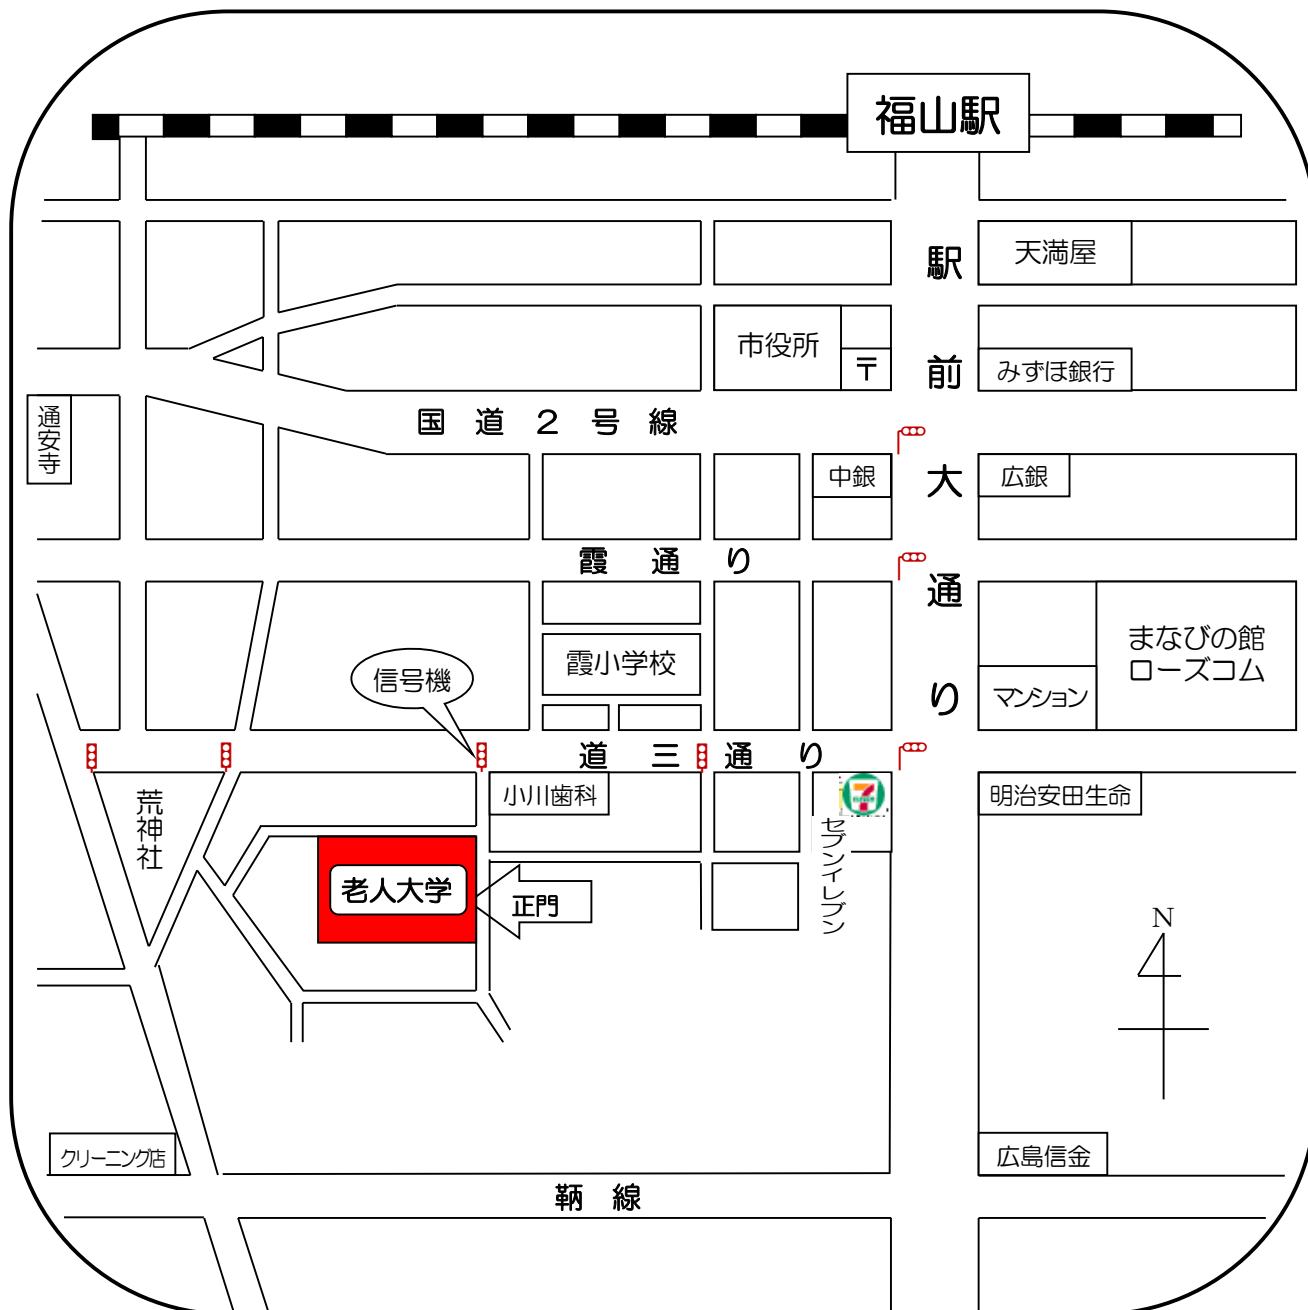 福山駅
駅前大通り
天満屋
市役所
〒
みずほ銀行
国道２号線
通安寺
中銀
広銀
霞通り
まなびの館
ローズコム
霞小学校
信号機
マンション
道三通り
小川歯科
セブンイレブン
明治安田生命
荒神社
老人大学
正門
N
クリーニング店
広島信金
鞆線